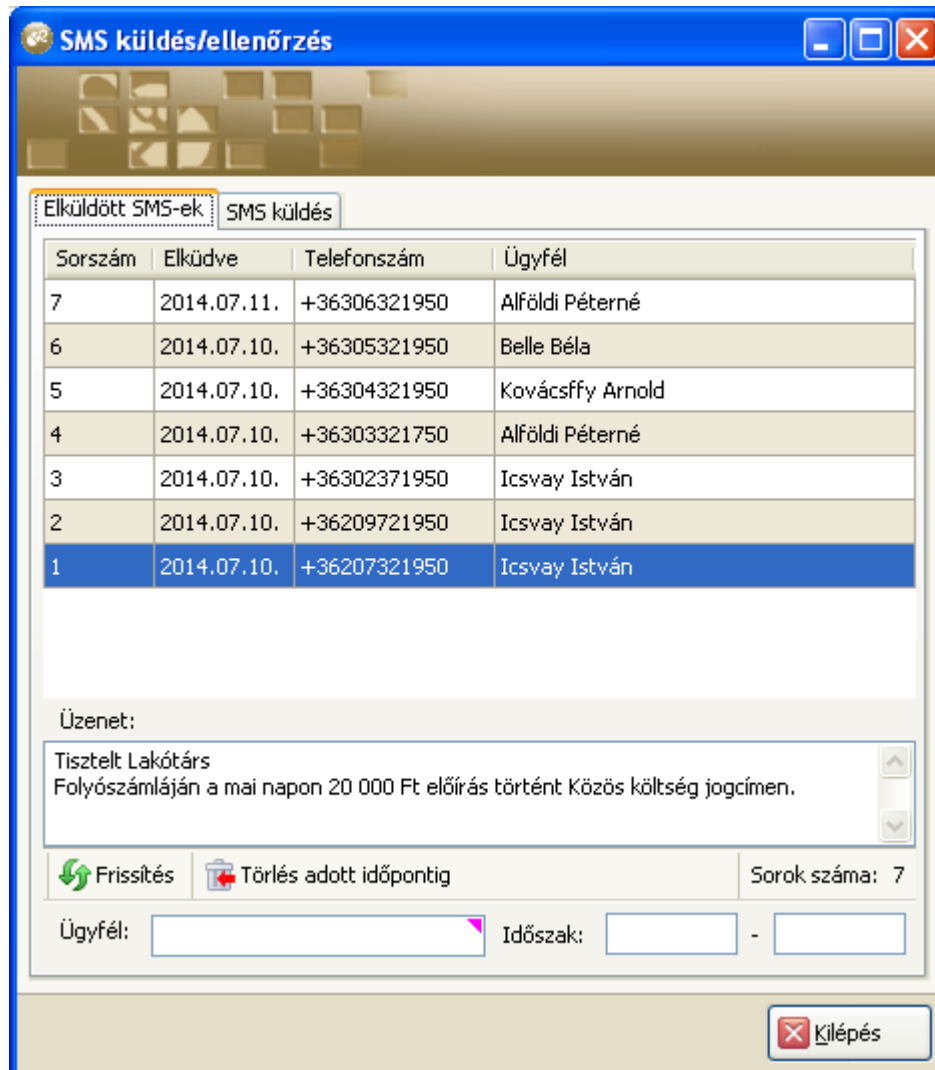 SMS küldés/ellenőrzés
Elküldött SMS-ek SMS küldés
Sorszám Elküdve Telefonszám Ügyfél
7 2014.07.11. +36306321950 Alföldi Péterné
6 2014.07.10. +36305321950 Belle Béla
5 2014.07.10. +36304321950 Kovácsffy Arnold
4 2014.07.10. +36303321750 Alföldi Péterné
3 2014.07.10. +36302371950 Icsvay István
2 2014.07.10. +36209721950 Icsvay István
1 2014.07.10. +36207321950 Icsvay István
Üzenet:
Tisztelt Lakótárs
Folyószámláján a mai napon 20 000 Ft előírás történt Közös költség jogcímen.
Frissítés Törlés adott időpontig Sorok száma: 7
Ügyfél: Időszak: -
Kilépés